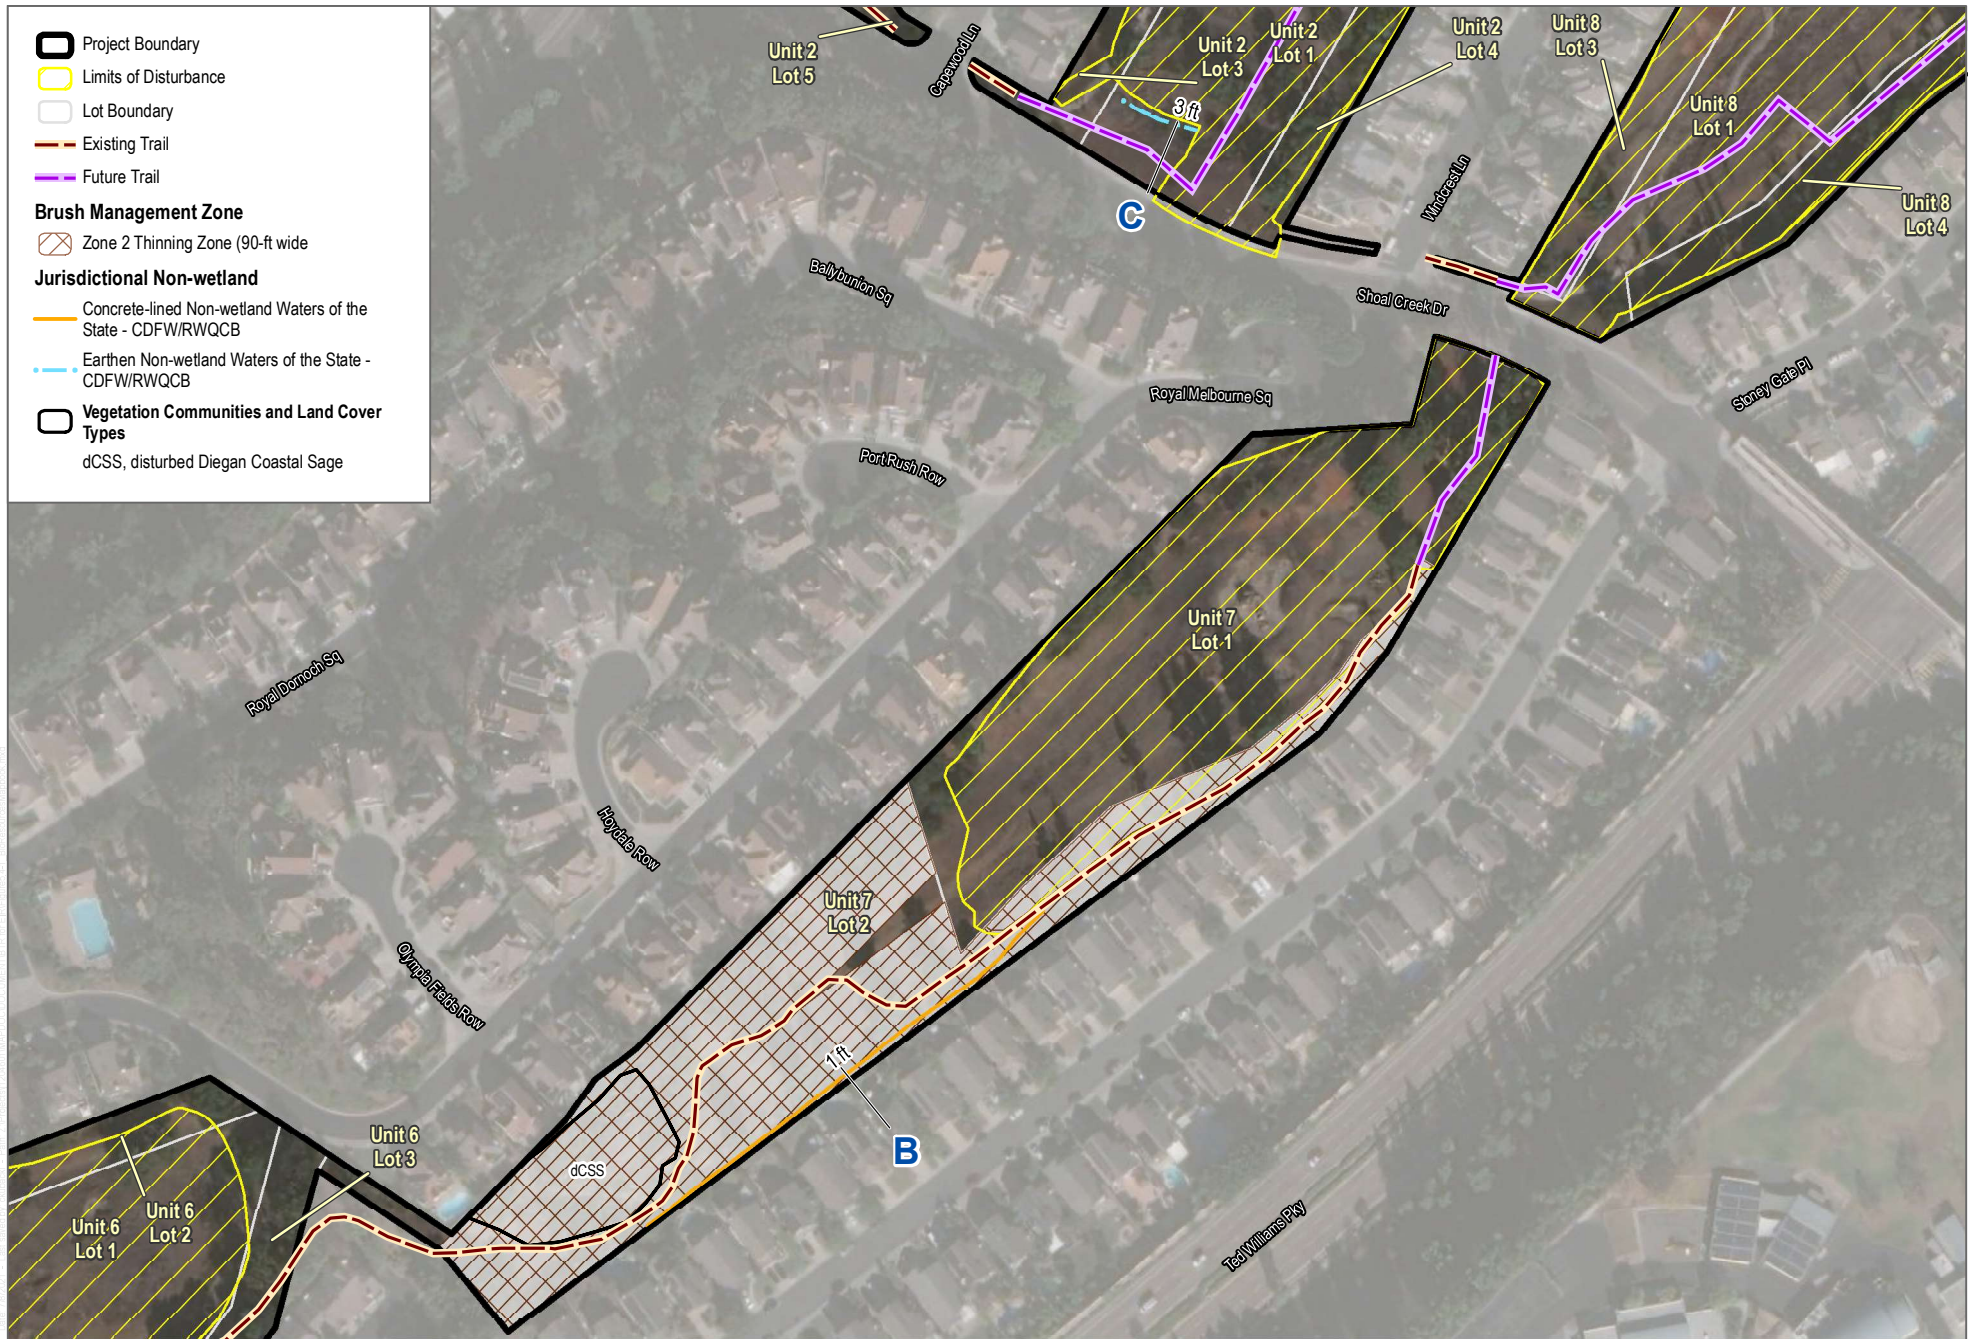 Project Boundary
Limits of Disturbance
Lot Boundary
Existing Trail
Future Trail
Brush Management Zone
Zone 2 Thinning Zone (90-ft wide
Jurisdictional Non-wetland
Concrete-lined Non-wetland Waters of the
State - CDFW/RWQCB
Earthen Non-wetland Waters of the State -
CDFW/RWQCB
Vegetation Communities and Land Cover
Types
dCSS, disturbed Diegan Coastal Sage
Unit 2
Lot 5
Capewood Ln
Unit 2
Lot 3
Unit 2
Lot 1
Unit 2
Lot 4
Unit 8
Lot 3
Unit 8
Lot 1
Unit 8
Lot 4
3 ft
C
Windcrest Ln
Ballybunion Sq
Shoal Creek Dr
Royal Melbourne Sq
Stoney Gate Pl
Port Rush Row
Unit 7
Lot 1
Royal Dornoch Sq
Hoydale Row
Unit 7
Lot 2
Olympia Fields Row
1 ft
B
Unit 6
Lot 3
dCSS
Unit 6
Lot 2
Unit 6
Lot 1
Ted Williams Pky